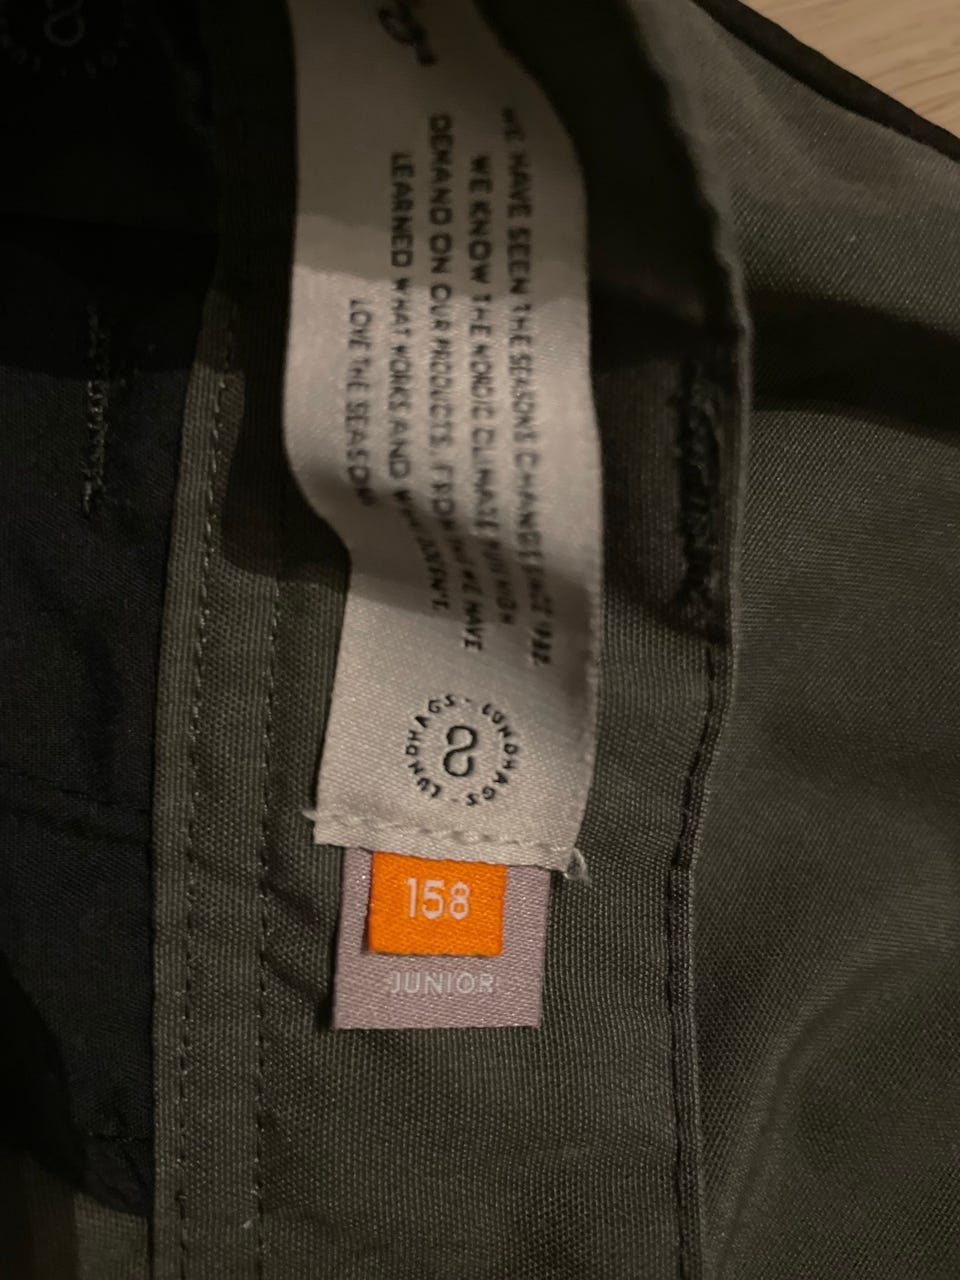 WE HAVE SEEN THE SEASONS CHANGE SINCE 1932.
WE KNOW THE NORDIC CLIMATE PUTS HIGH
DEMAND ON OUR PRODUCTS. FROM THIS WE HAVE
LEARNED WHAT WORKS AND WHAT DOESN'T.
LOVE THE SEASON
LUNDHAGS · LUNDHAGS ·
158
JUNIOR